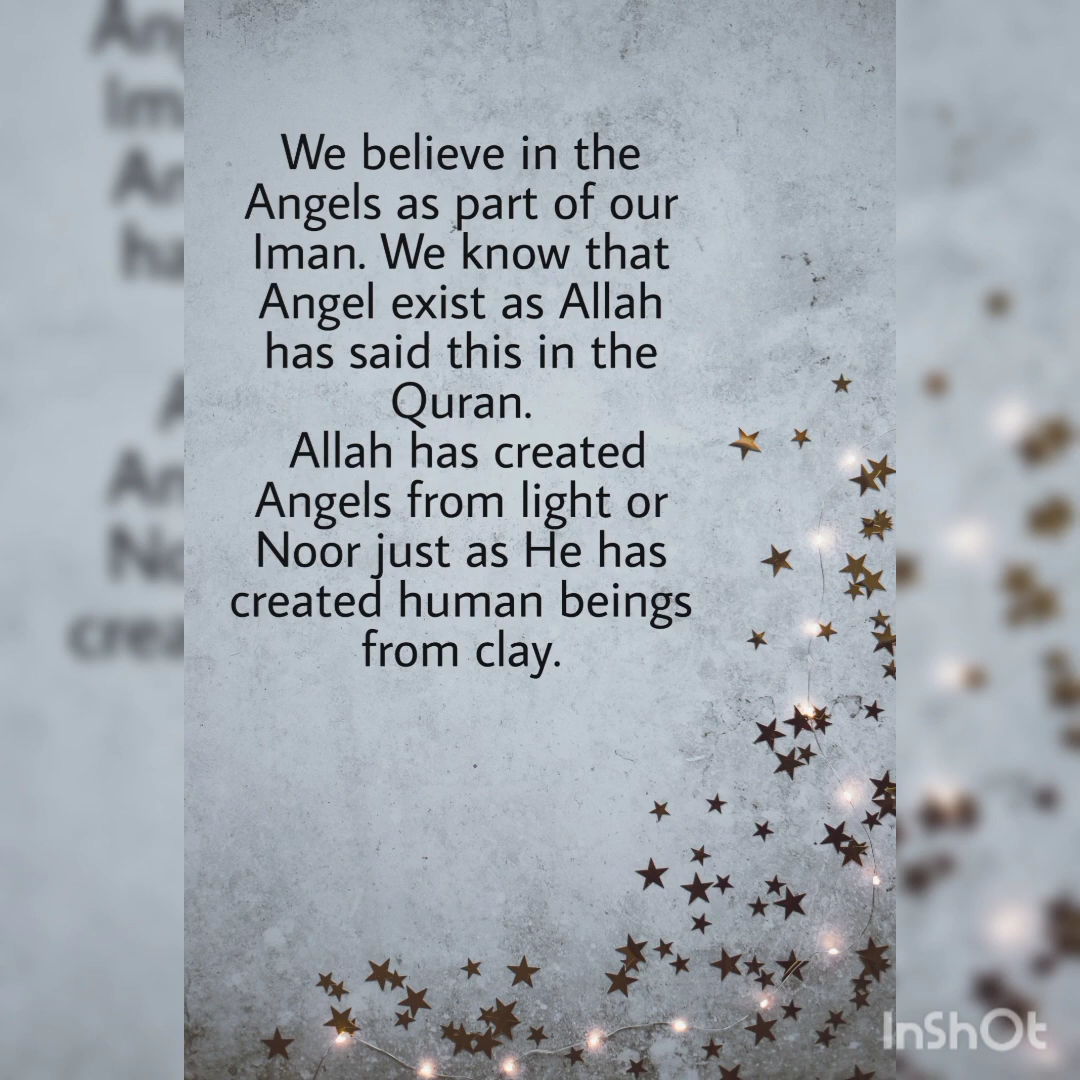 We believe in the
Angels as part of our
Iman. We know that
Angel exist as Allah
has said this in the
Quran.
Allah has created
Angels from light or
Noor just as He has
created human beings
from clay.
InShOt